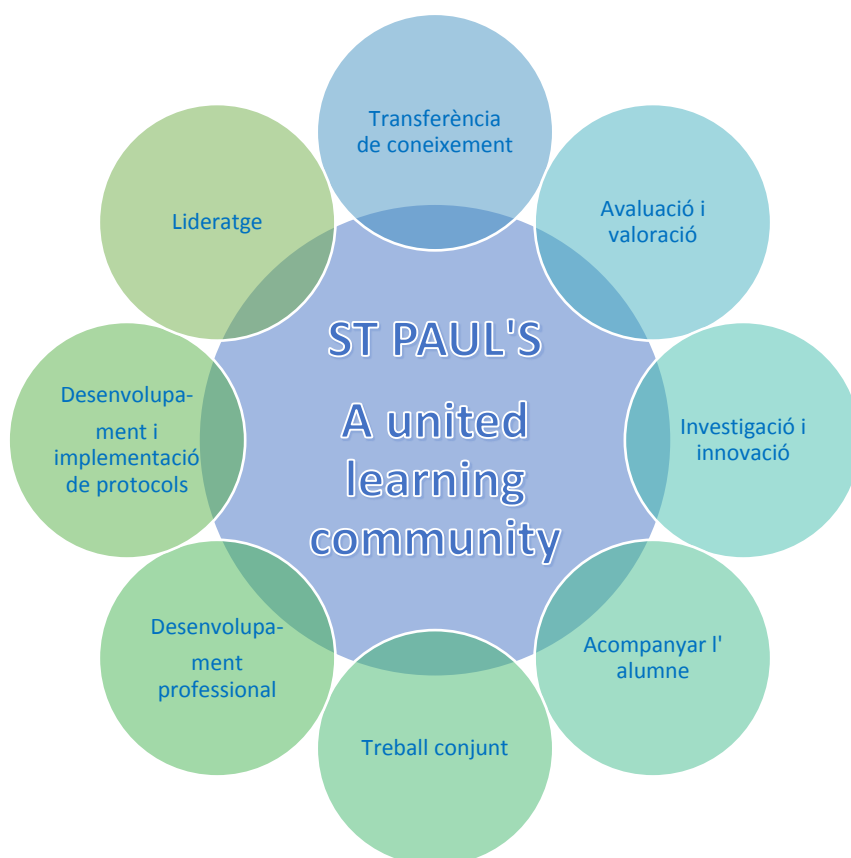 Transferència
de coneixement
Avaluació i
valoració
Investigació i
innovació
Acompanyar l'
alumne
Treball conjunt
Desenvolupa-
ment
professional
Desenvolupa-
ment i
implementació
de protocols
Lideratge
ST PAUL'S
A united
learning
community